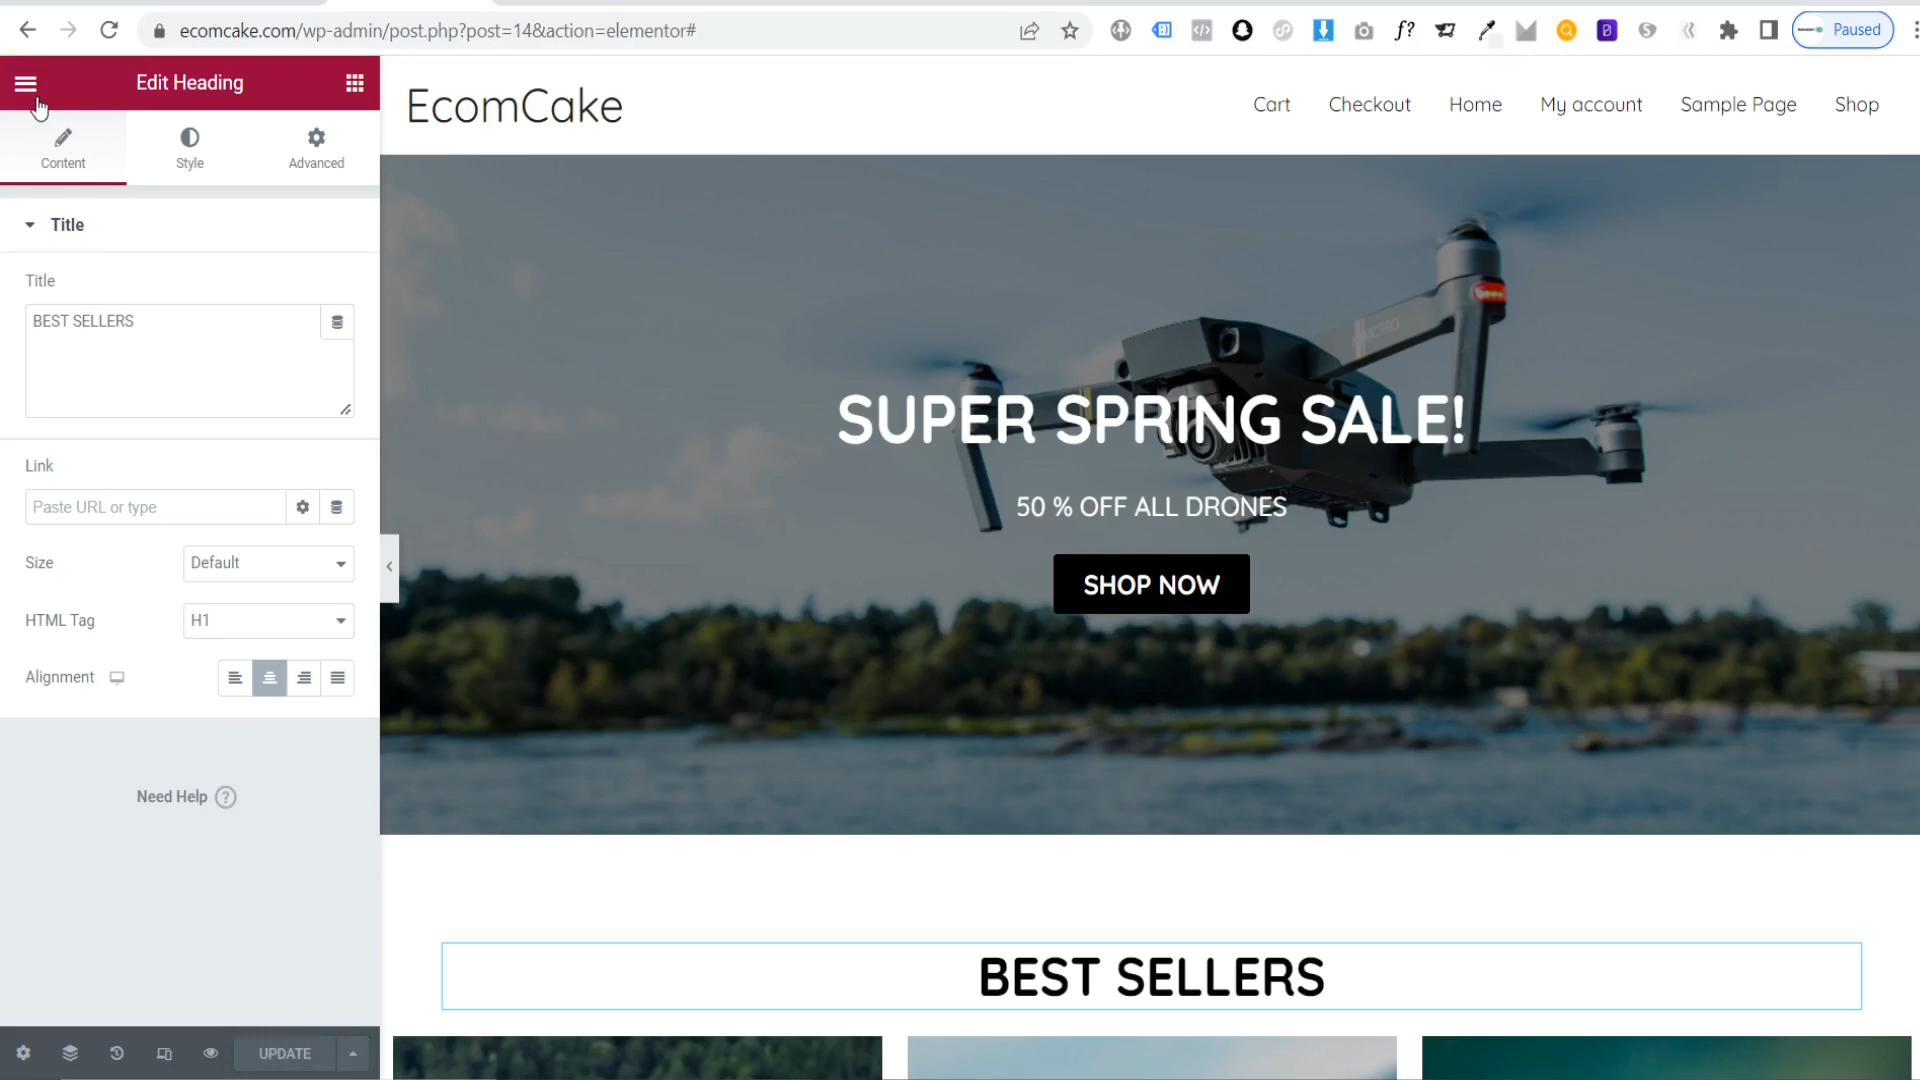 ecomcake.com/wp-admin/post.php?post=14&action=elementor#
f?
Paused
Edit Heading
Content
Style
Advanced
EcomCake
Cart
Checkout
Home
My account
Sample Page
Shop
Title
Title
BEST SELLERS
Link
Paste URL or type
Size
Default
HTML Tag
H1
Alignment
Need Help ?
UPDATE
SUPER SPRING SALE!
50 % OFF ALL DRONES
SHOP NOW
BEST SELLERS